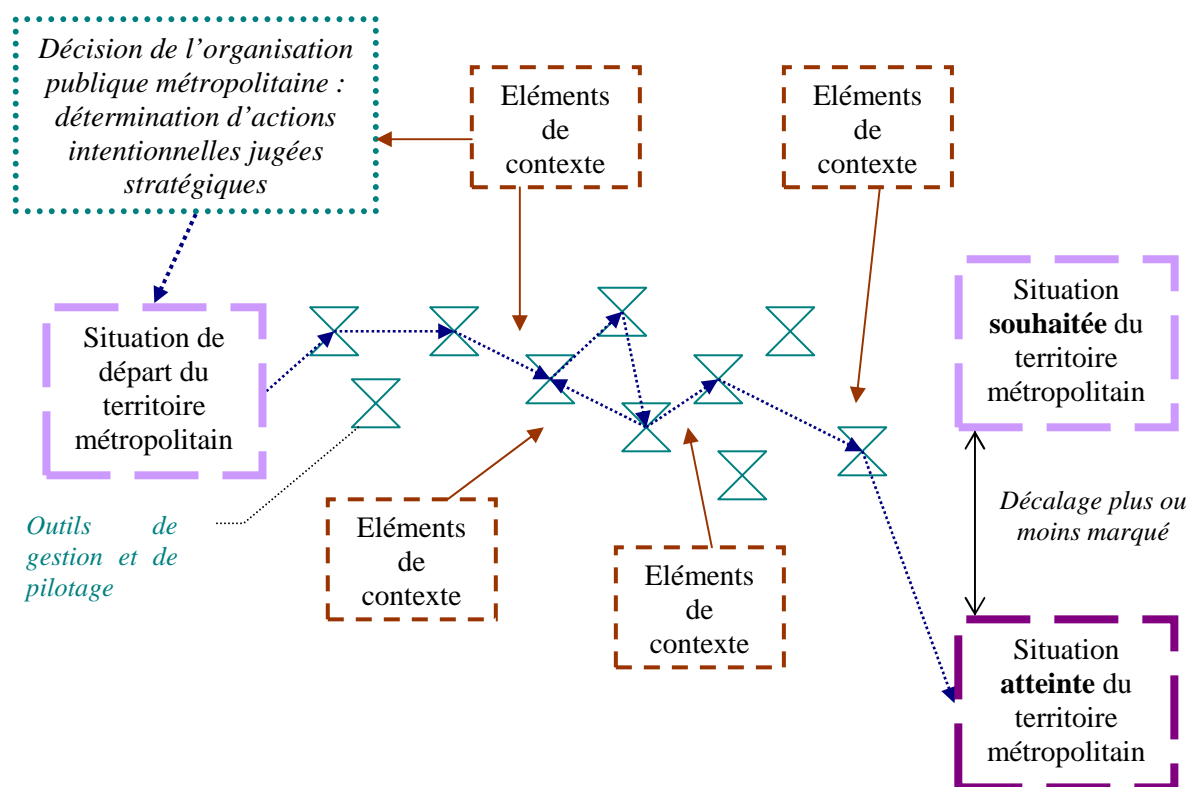 Décision de l’organisation
publique métropolitaine :
détermination d’actions
intentionnelles jugées
stratégiques
Eléments
de
contexte
Eléments
de
contexte
Situation de
départ du
territoire
métropolitain
Situation
souhaitée du
territoire
métropolitain
Outils de
gestion et de
pilotage
Eléments
de
contexte
Eléments
de
contexte
Décalage plus ou
moins marqué
Situation
atteinte du
territoire
métropolitain